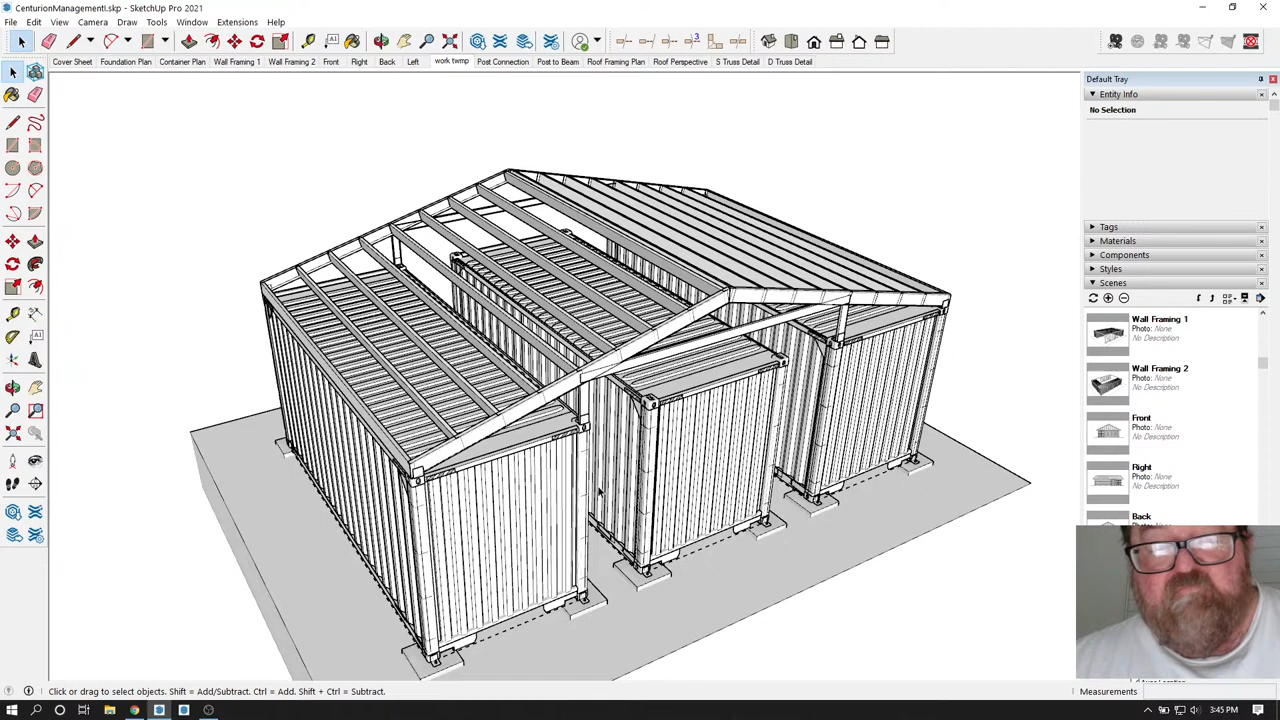 CenturionManagementI.skp - SketchUp Pro 2021
File Edit View Camera Draw Tools Window Extensions Help
Cover Sheet Foundation Plan Container Plan Wall Framing 1 Wall Framing 2 Front Right Back Left work twmp Post Connection Post to Beam Roof Framing Plan Roof Perspective S Truss Detail D Truss Detail
Default Tray
Entity Info
No Selection
Tags
Materials
Components
Styles
Scenes
Wall Framing 1
Photo: None
No Description
Wall Framing 2
Photo: None
No Description
Front
Photo: None
No Description
Right
Photo: None
No Description
Back
Click or drag to select objects. Shift = Add/Subtract. Ctrl = Add. Shift + Ctrl = Subtract.
Measurements
3:45 PM